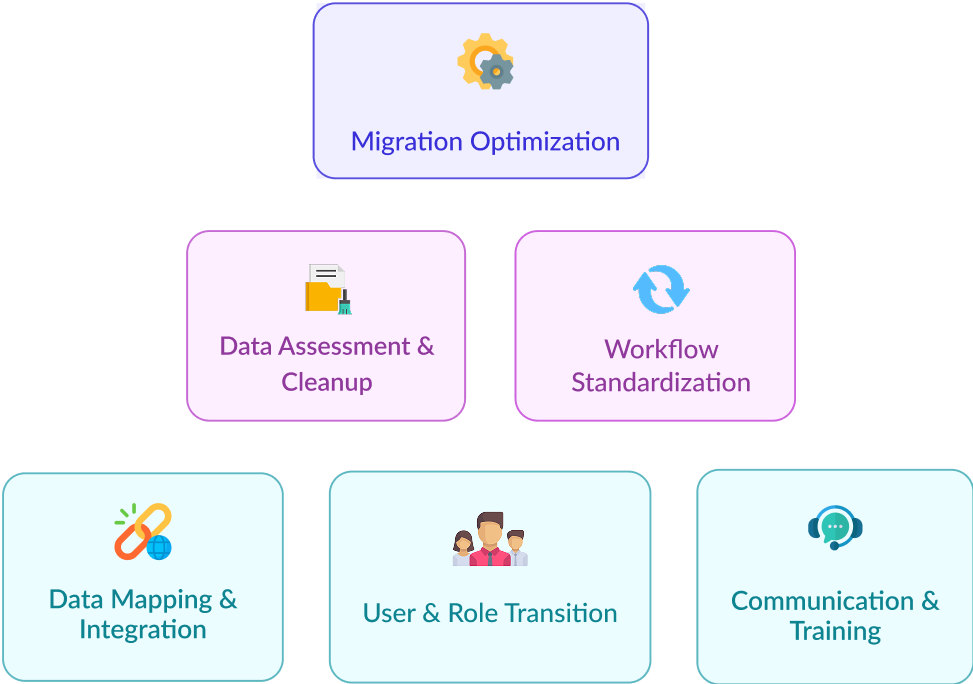 Migration Optimization
Data Assessment &
Cleanup
Workflow
Standardization
Data Mapping &
Integration
User & Role Transition
Communication &
Training